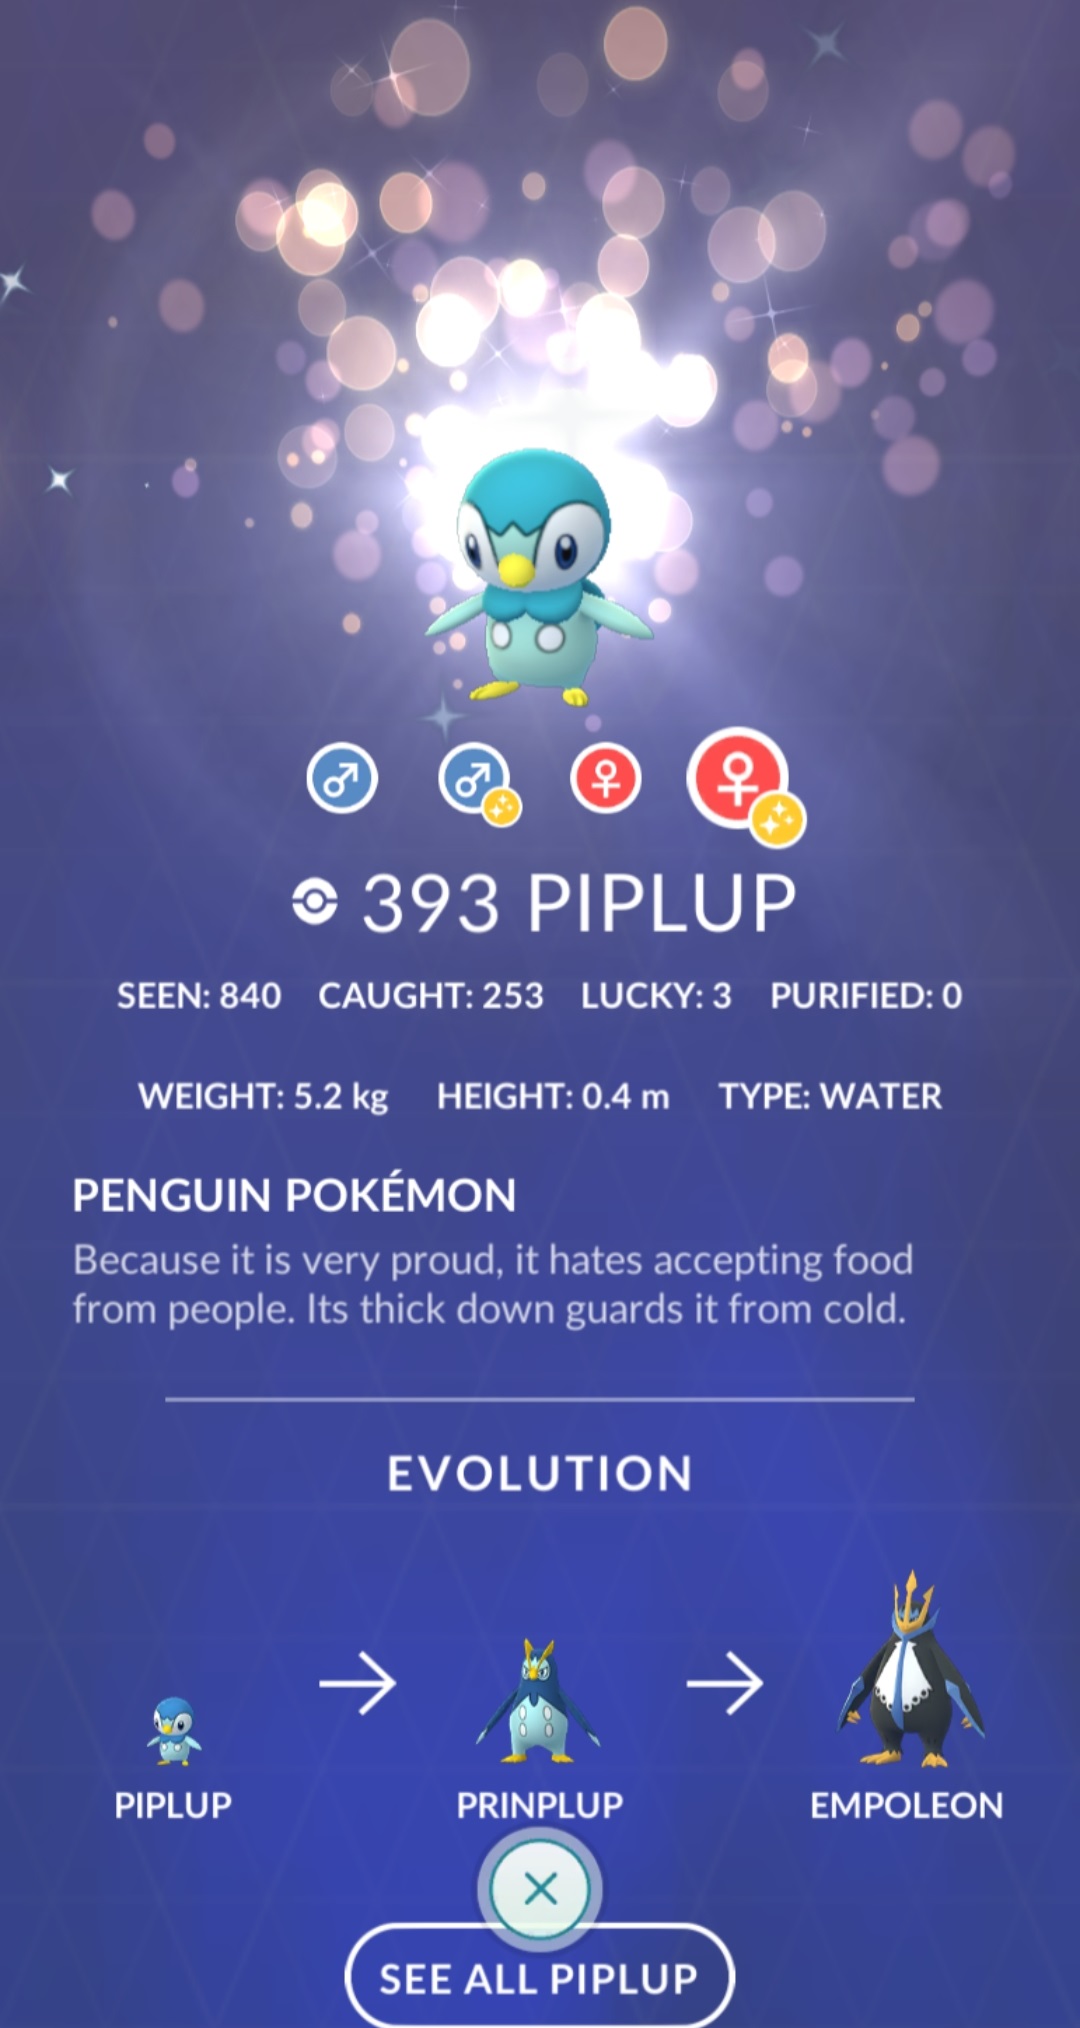 393 PIPLUP
SEEN: 840 CAUGHT: 253 LUCKY: 3 PURIFIED: 0
WEIGHT: 5.2 kg HEIGHT: 0.4 m TYPE: WATER
PENGUIN POKÉMON
Because it is very proud, it hates accepting food
from people. Its thick down guards it from cold.
EVOLUTION
PIPLUP PRINPLUP EMPOLEON
SEE ALL PIPLUP